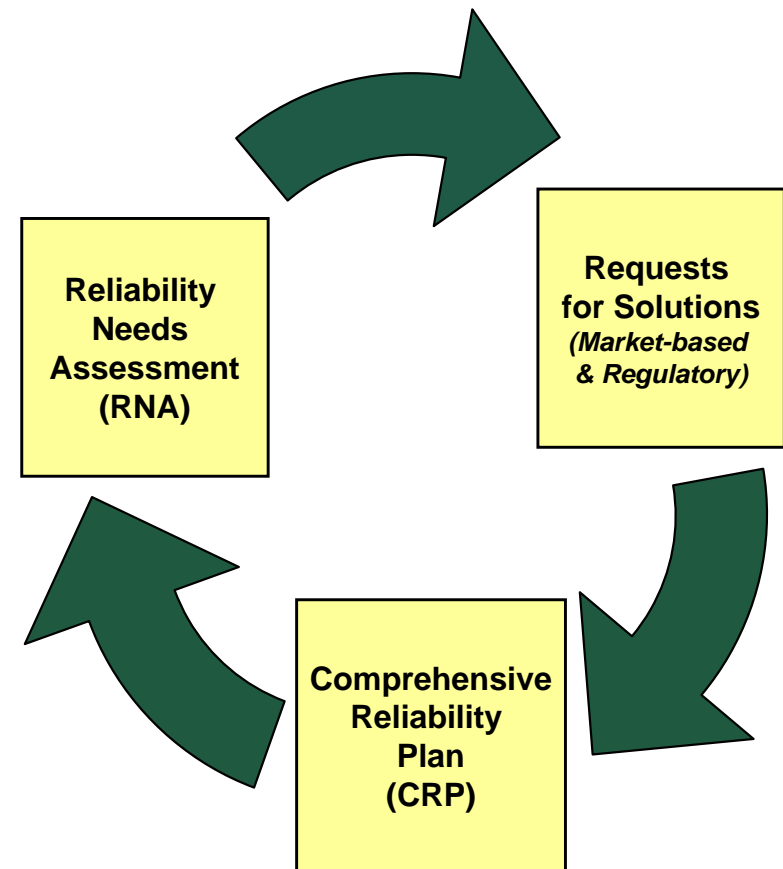 Reliability
Needs
Assessment
(RNA)
Requests
for Solutions
(Market-based
& Regulatory)
Comprehensive
Reliability
Plan
(CRP)